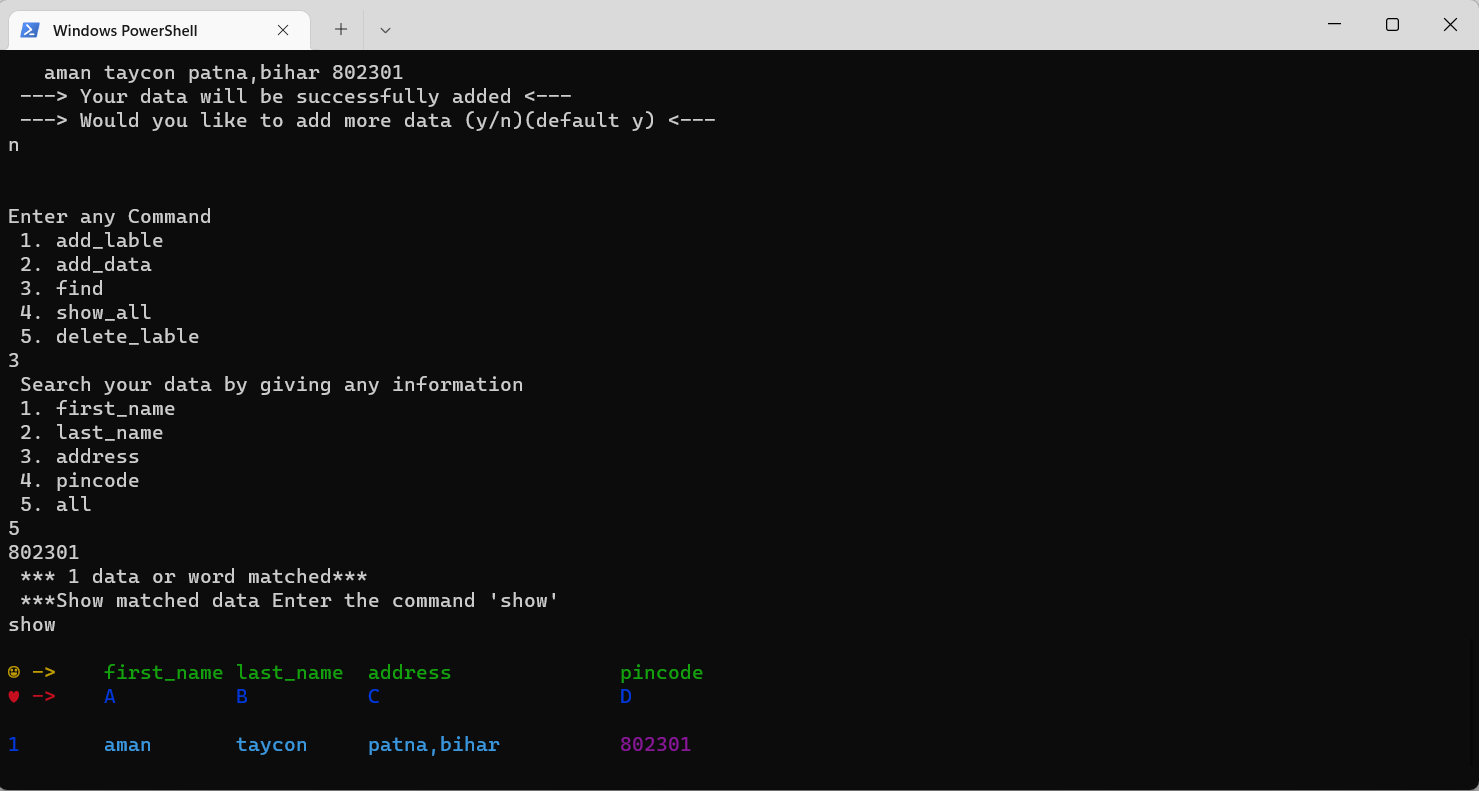 Windows PowerShell
aman taycon patna,bihar 802301
---> Your data will be successfully added <---
---> Would you like to add more data (y/n)(default y) <---
n
Enter any Command
1. add_lable
2. add_data
3. find
4. show_all
5. delete_lable
3
Search your data by giving any information
1. first_name
2. last_name
3. address
4. pincode
5. all
5
802301
*** 1 data or word matched***
***Show matched data Enter the command 'show'
show
☺ -> first_name last_name address pincode
♥ -> A B C D
1 aman taycon patna,bihar 802301